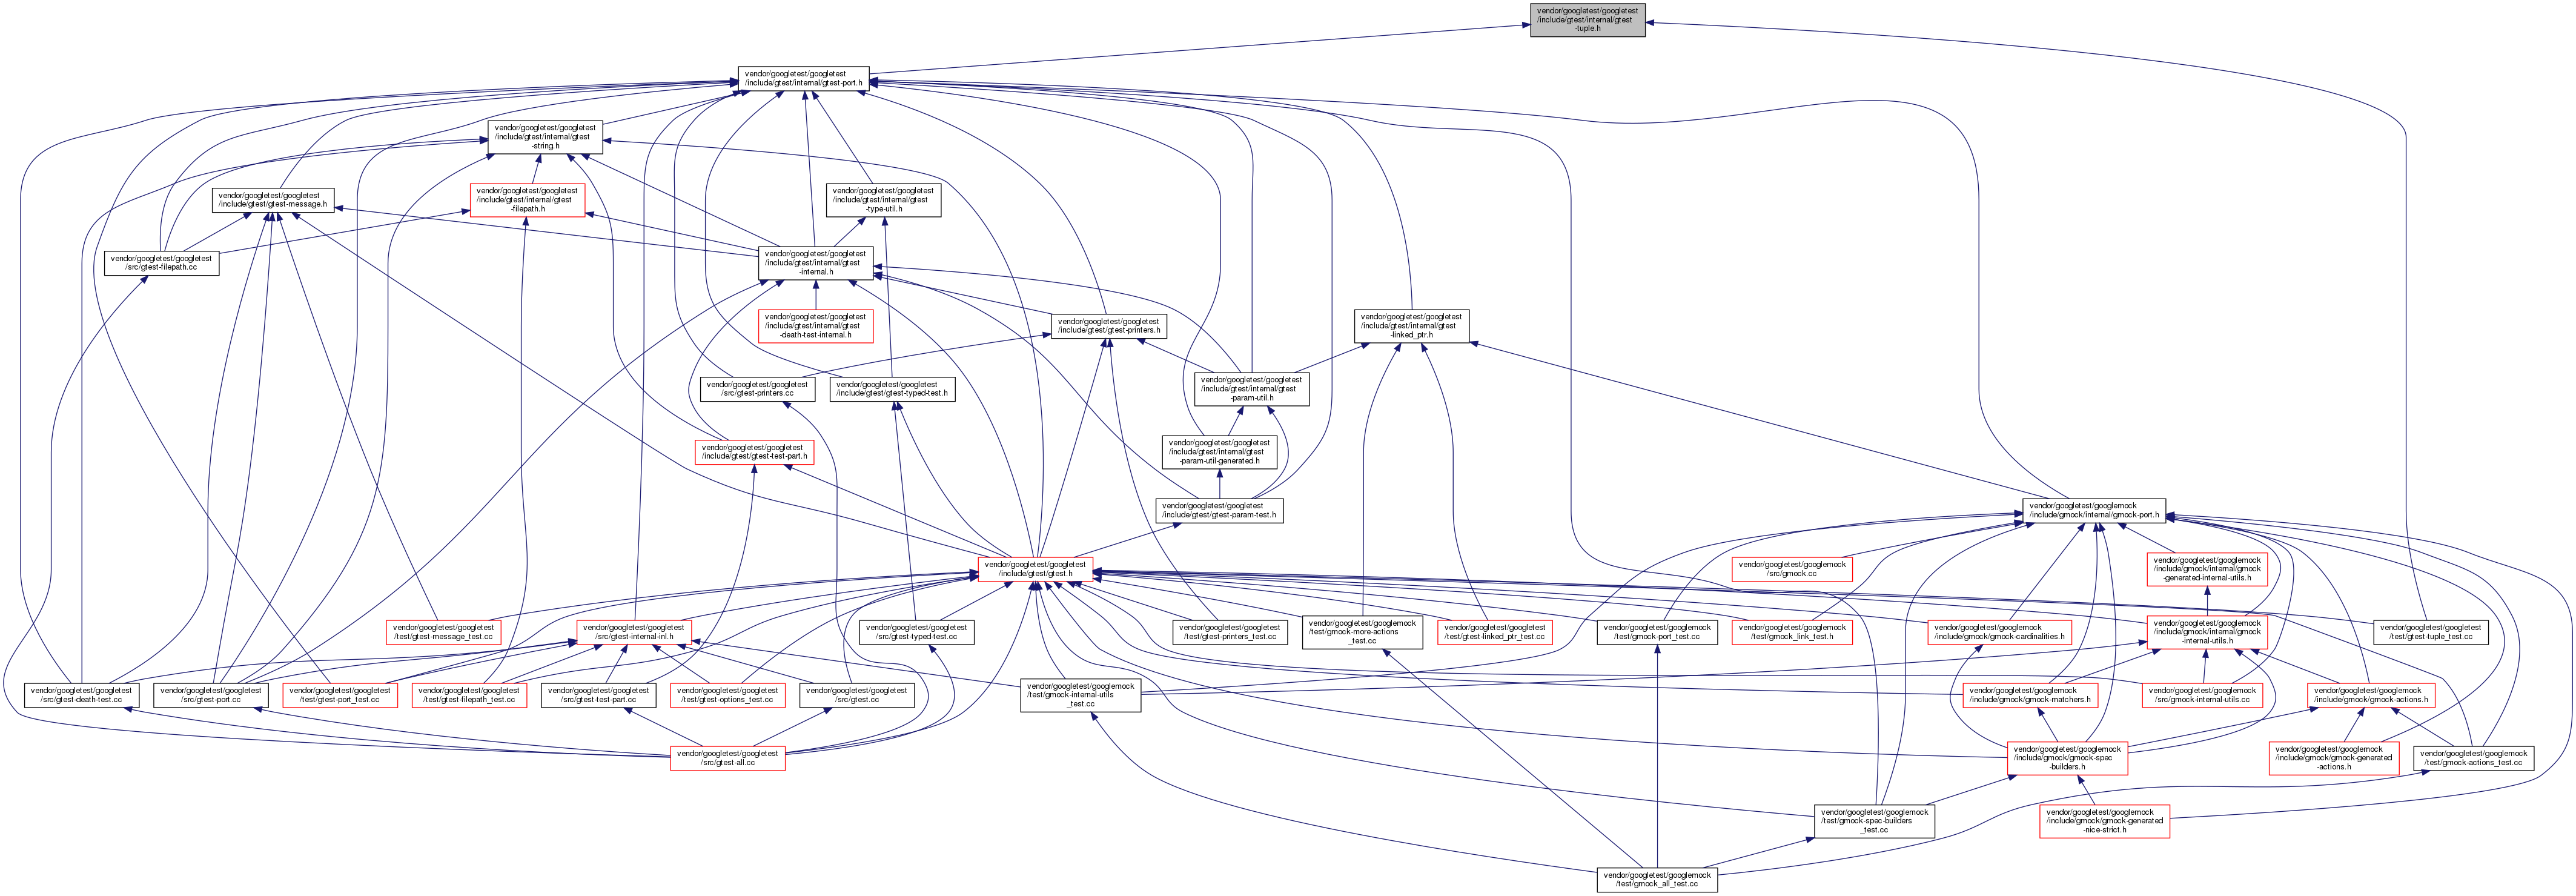 vendor/googletest/googletest
/include/gtest/internal/gtest
-tuple.h
vendor/googletest/googletest
/include/gtest/internal/gtest-port.h
vendor/googletest/googletest
/include/gtest/internal/gtest
-string.h
vendor/googletest/googletest
/include/gtest/gtest-message.h
vendor/googletest/googletest
/include/gtest/internal/gtest
-filepath.h
vendor/googletest/googletest
/include/gtest/internal/gtest
-type-util.h
vendor/googletest/googletest
/src/gtest-filepath.cc
vendor/googletest/googletest
/include/gtest/internal/gtest
-internal.h
vendor/googletest/googletest
/include/gtest/internal/gtest
-death-test-internal.h
vendor/googletest/googletest
/include/gtest/gtest-printers.h
vendor/googletest/googletest
/include/gtest/internal/gtest
-linked_ptr.h
vendor/googletest/googletest
/src/gtest-printers.cc
vendor/googletest/googletest
/include/gtest/gtest-typed-test.h
vendor/googletest/googletest
/include/gtest/internal/gtest
-param-util.h
vendor/googletest/googletest
/include/gtest/gtest-test-part.h
vendor/googletest/googletest
/include/gtest/internal/gtest
-param-util-generated.h
vendor/googletest/googletest
/include/gtest/gtest-param-test.h
vendor/googletest/googlemock
/include/gmock/internal/gmock-port.h
vendor/googletest/googletest
/include/gtest/gtest.h
vendor/googletest/googlemock
/src/gmock.cc
vendor/googletest/googlemock
/include/gmock/internal/gmock
-generated-internal-utils.h
vendor/googletest/googletest
/test/gtest-message_test.cc
vendor/googletest/googletest
/src/gtest-internal-inl.h
vendor/googletest/googletest
/src/gtest-typed-test.cc
vendor/googletest/googletest
/test/gtest-printers_test.cc
vendor/googletest/googlemock
/test/gmock-more-actions
_test.cc
vendor/googletest/googletest
/test/gtest-linked_ptr_test.cc
vendor/googletest/googlemock
/test/gmock-port_test.cc
vendor/googletest/googlemock
/test/gmock_link_test.h
vendor/googletest/googlemock
/include/gmock/gmock-cardinalities.h
vendor/googletest/googlemock
/include/gmock/internal/gmock
-internal-utils.h
vendor/googletest/googletest
/test/gtest-tuple_test.cc
vendor/googletest/googletest
/src/gtest-death-test.cc
vendor/googletest/googletest
/src/gtest-port.cc
vendor/googletest/googletest
/test/gtest-port_test.cc
vendor/googletest/googletest
/test/gtest-filepath_test.cc
vendor/googletest/googletest
/src/gtest-test-part.cc
vendor/googletest/googletest
/test/gtest-options_test.cc
vendor/googletest/googletest
/src/gtest.cc
vendor/googletest/googlemock
/test/gmock-internal-utils
_test.cc
vendor/googletest/googlemock
/include/gmock/gmock-matchers.h
vendor/googletest/googlemock
/src/gmock-internal-utils.cc
vendor/googletest/googlemock
/include/gmock/gmock-actions.h
vendor/googletest/googletest
/src/gtest-all.cc
vendor/googletest/googlemock
/include/gmock/gmock-spec
-builders.h
vendor/googletest/googlemock
/include/gmock/gmock-generated
-actions.h
vendor/googletest/googlemock
/test/gmock-actions_test.cc
vendor/googletest/googlemock
/test/gmock-spec-builders
_test.cc
vendor/googletest/googlemock
/include/gmock/gmock-generated
-nice-strict.h
vendor/googletest/googlemock
/test/gmock_all_test.cc